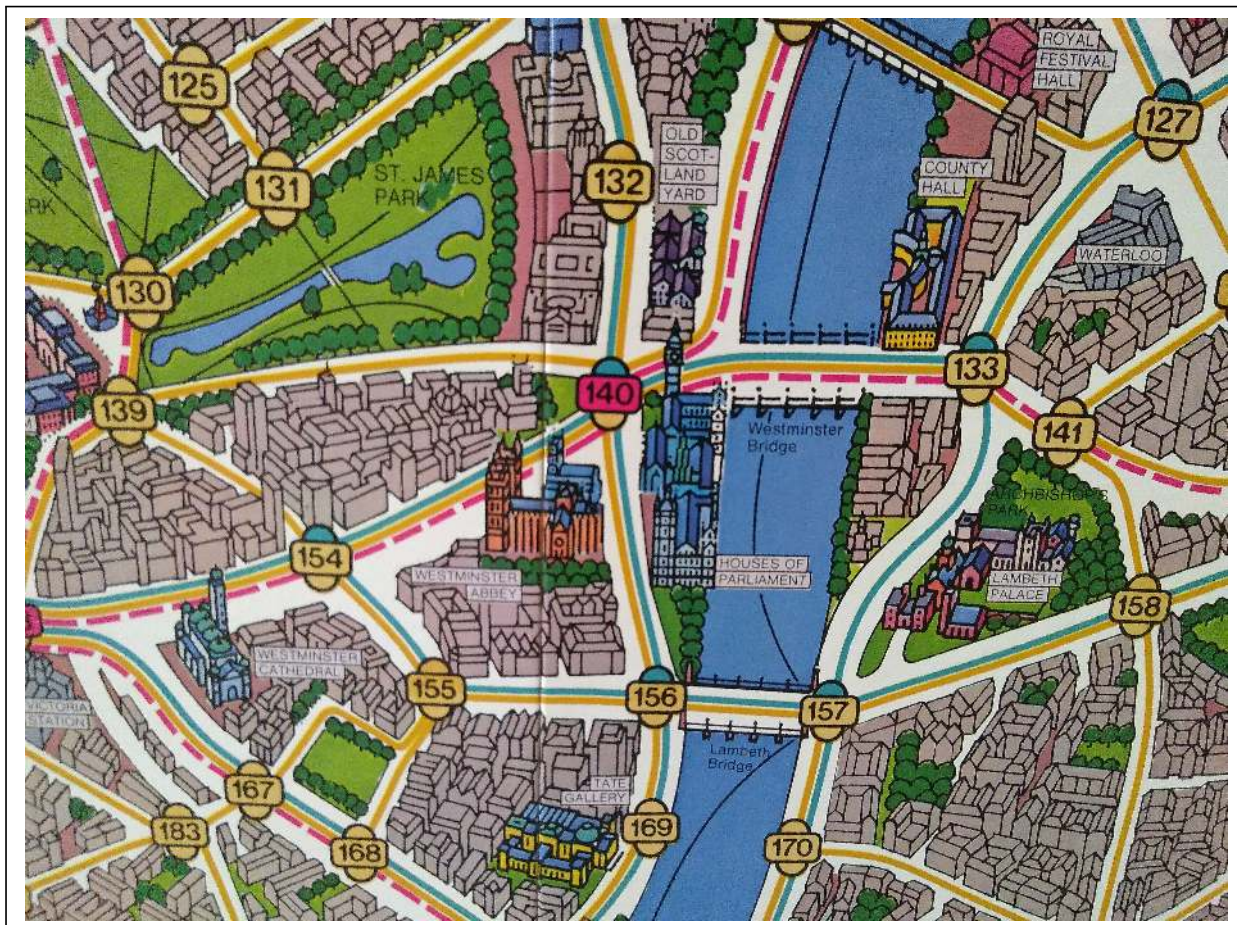 ROYAL
FESTIVAL
HALL
125
127
OLD
SCOT-
LAND
YARD
COUNTY
HALL
ST. JAMES
PARK
131
132
RK
WATERLOO
130
133
140
139
141
Westminster
Bridge
ARCHBISHOP'S
PARK
154
WESTMINSTER
ABBEY
HOUSES OF
PARLIAMENT
LAMBETH
PALACE
158
WESTMINSTER
CATHEDRAL
155
156
157
VICTORIA
STATION
Lambeth
Bridge
167
TATE
GALLERY
183
168
169
170